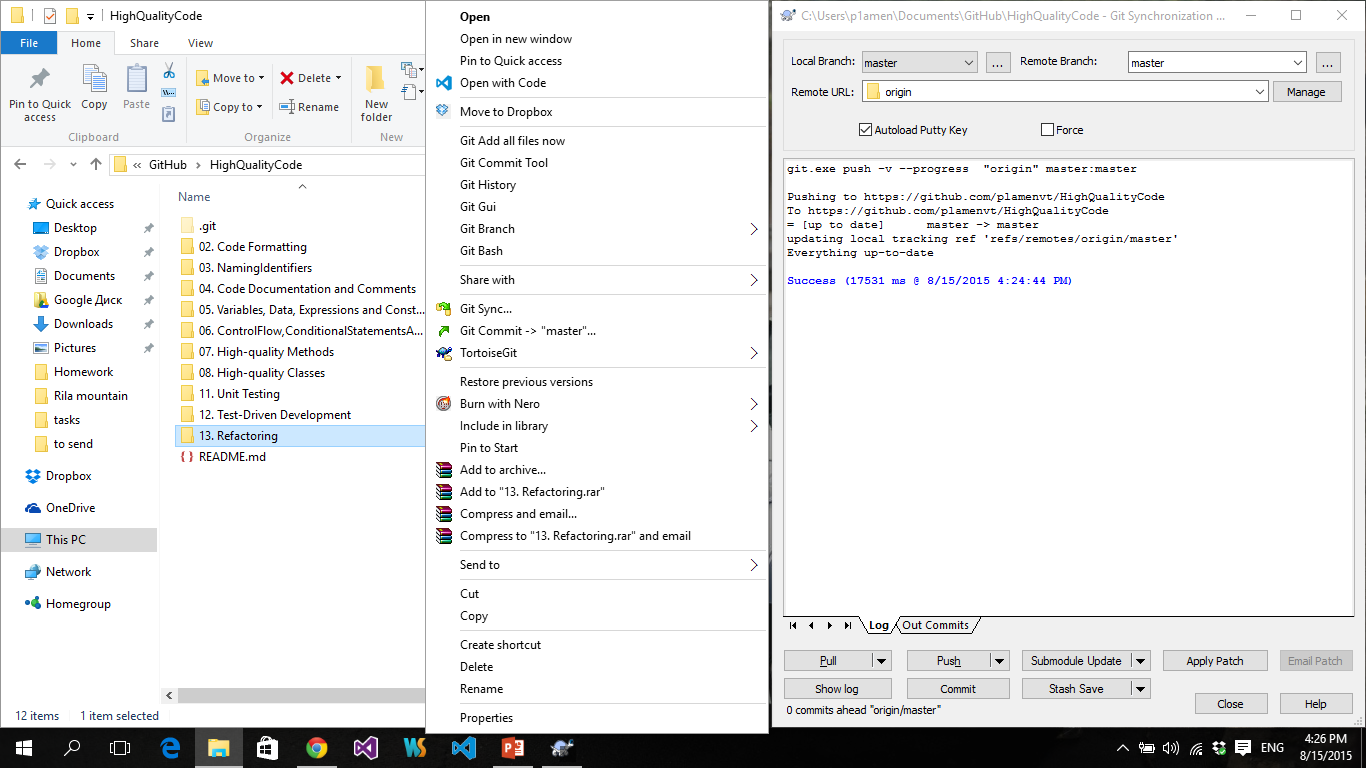 HighQualityCode
File Home Share View
Pin to Quick access
Copy
Paste
Move to
Copy to
Delete
Rename
New folder
Clipboard
Organize
New
« GitHub › HighQualityCode
Quick access
Desktop
Dropbox
Documents
Google Диск
Downloads
Pictures
Homework
Rila mountain
tasks
to send
Dropbox
OneDrive
This PC
Network
Homegroup
Name
.git
02. Code Formatting
03. NamingIdentifiers
04. Code Documentation and Comments
05. Variables, Data, Expressions and Const...
06. ControlFlow,ConditionalStatementsA...
07. High-quality Methods
08. High-quality Classes
11. Unit Testing
12. Test-Driven Development
13. Refactoring
README.md
12 items 1 item selected
Open
Open in new window
Pin to Quick access
Open with Code
Move to Dropbox
Git Add all files now
Git Commit Tool
Git History
Git Gui
Git Branch
Git Bash
Share with
Git Sync...
Git Commit -> "master"...
TortoiseGit
Restore previous versions
Burn with Nero
Include in library
Pin to Start
Add to archive...
Add to "13. Refactoring.rar"
Compress and email...
Compress to "13. Refactoring.rar" and email
Send to
Cut
Copy
Create shortcut
Delete
Rename
Properties
C:\Users\p1amen\Documents\GitHub\HighQualityCode - Git Synchronization ...
Local Branch: master ... Remote Branch: master ...
Remote URL: origin Manage
Autoload Putty Key Force
git.exe push -v --progress "origin" master:master
Pushing to https://github.com/plamenvt/HighQualityCode
To https://github.com/plamenvt/HighQualityCode
= [up to date] master -> master
updating local tracking ref 'refs/remotes/origin/master'
Everything up-to-date
Success (17531 ms @ 8/15/2015 4:24:44 PM)
Log Out Commits
Pull Push Submodule Update Apply Patch Email Patch
Show log Commit Stash Save
Close Help
0 commits ahead "origin/master"
ENG
4:26 PM
8/15/2015